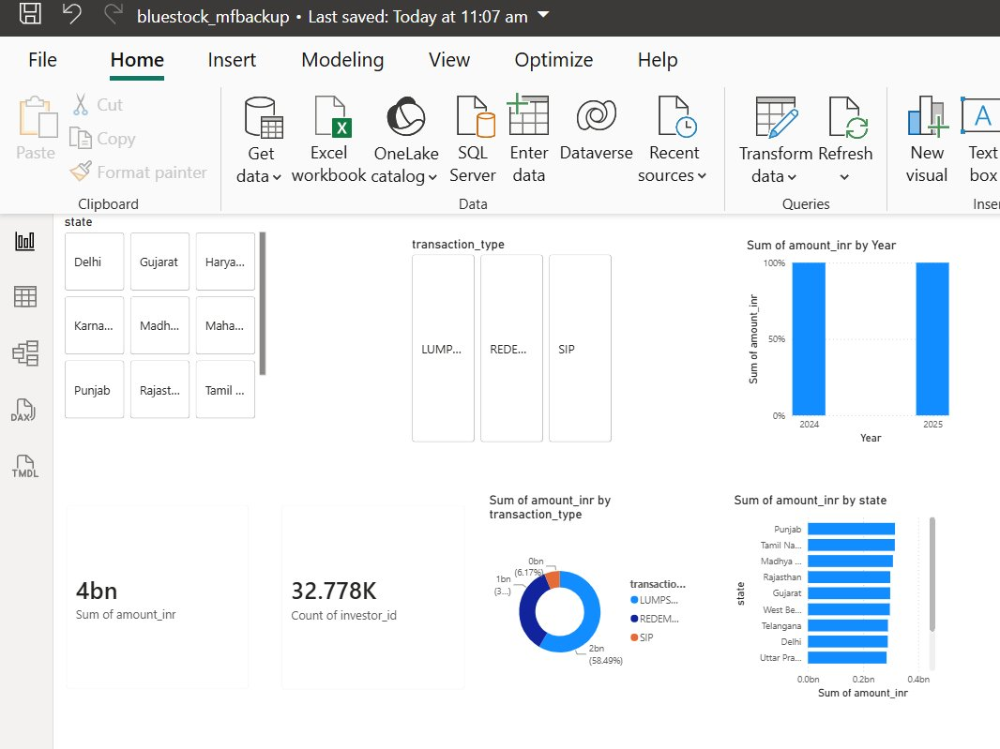 bluestock_mfbackup • Last saved: Today at 11:07 am
File Home Insert Modeling View Optimize Help
Paste
Cut
Copy
Format painter
Clipboard
Get data
Excel workbook
OneLake catalog
SQL Server
Enter data
Dataverse
Recent sources
Data
Transform data
Refresh
Queries
New visual
Text box
Inser
DAX
TMDL
state
Delhi Gujarat Harya...
Karna... Madh... Maha...
Punjab Rajast... Tamil ...
transaction_type
LUMP... REDE... SIP
Sum of amount_inr by Year
Sum of amount_inr
100%
50%
0%
2024 2025
Year
4bn
Sum of amount_inr
32.778K
Count of investor_id
Sum of amount_inr by
transaction_type
0bn
(6.17%)
1bn
(3...)
2bn
(58.49%)
transactio...
LUMPS...
REDEM...
SIP
Sum of amount_inr by state
state
Punjab
Tamil Na...
Madhya ...
Rajasthan
Gujarat
West Be...
Telangana
Delhi
Uttar Pra...
0.0bn 0.2bn 0.4bn
Sum of amount_inr